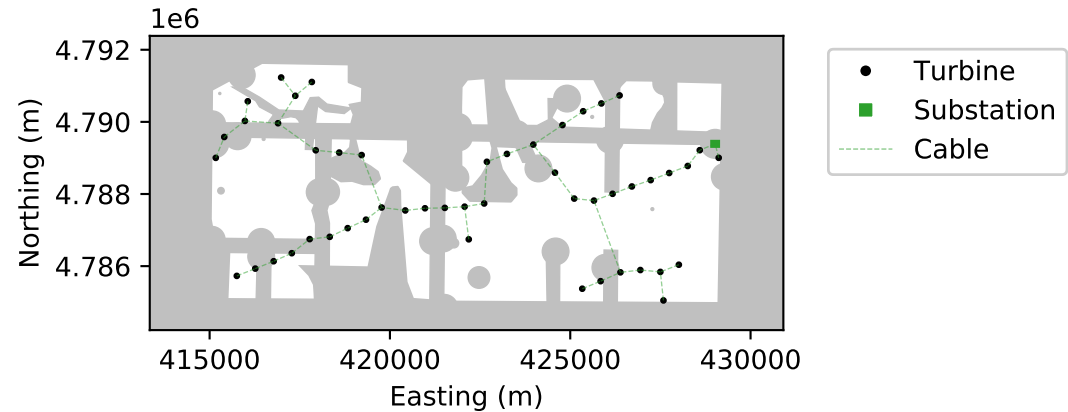 1e6
4.792
4.790
4.788
4.786
Northing (m)
415000
420000
425000
430000
Easting (m)
Turbine
Substation
Cable